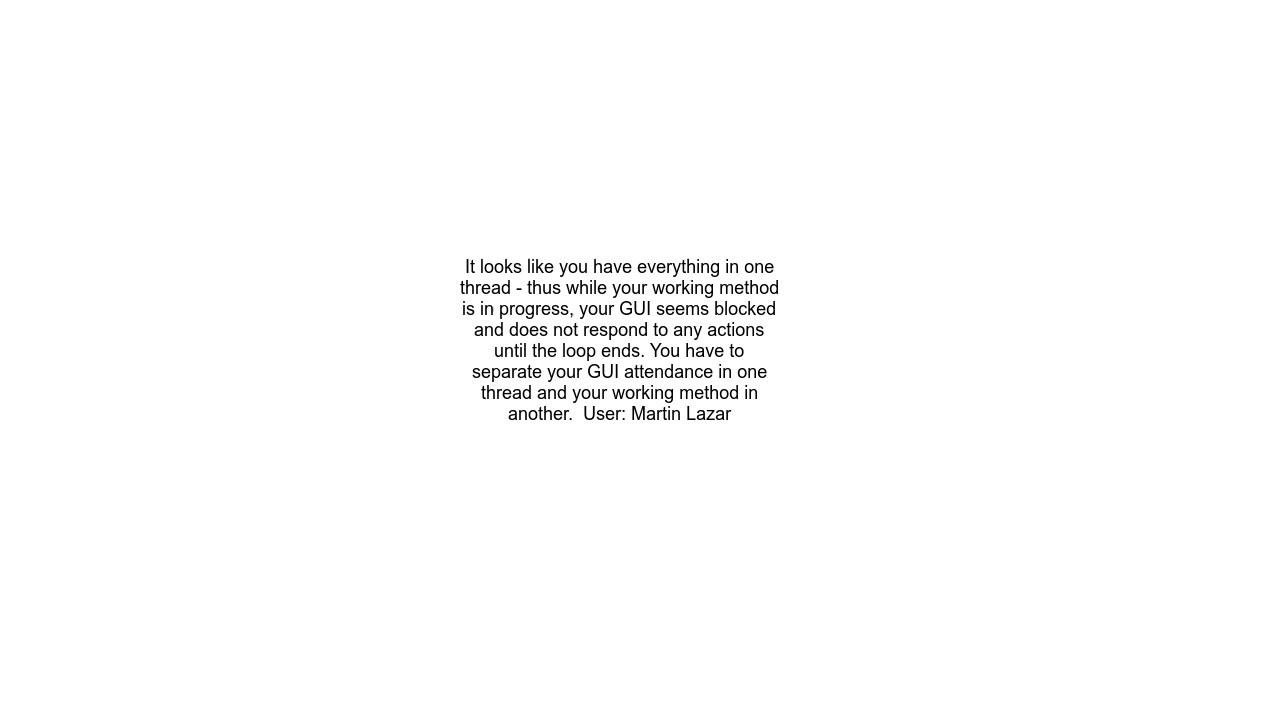 It looks like you have everything in one
thread - thus while your working method
is in progress, your GUI seems blocked
and does not respond to any actions
until the loop ends. You have to
separate your GUI attendance in one
thread and your working method in
another.  User: Martin Lazar